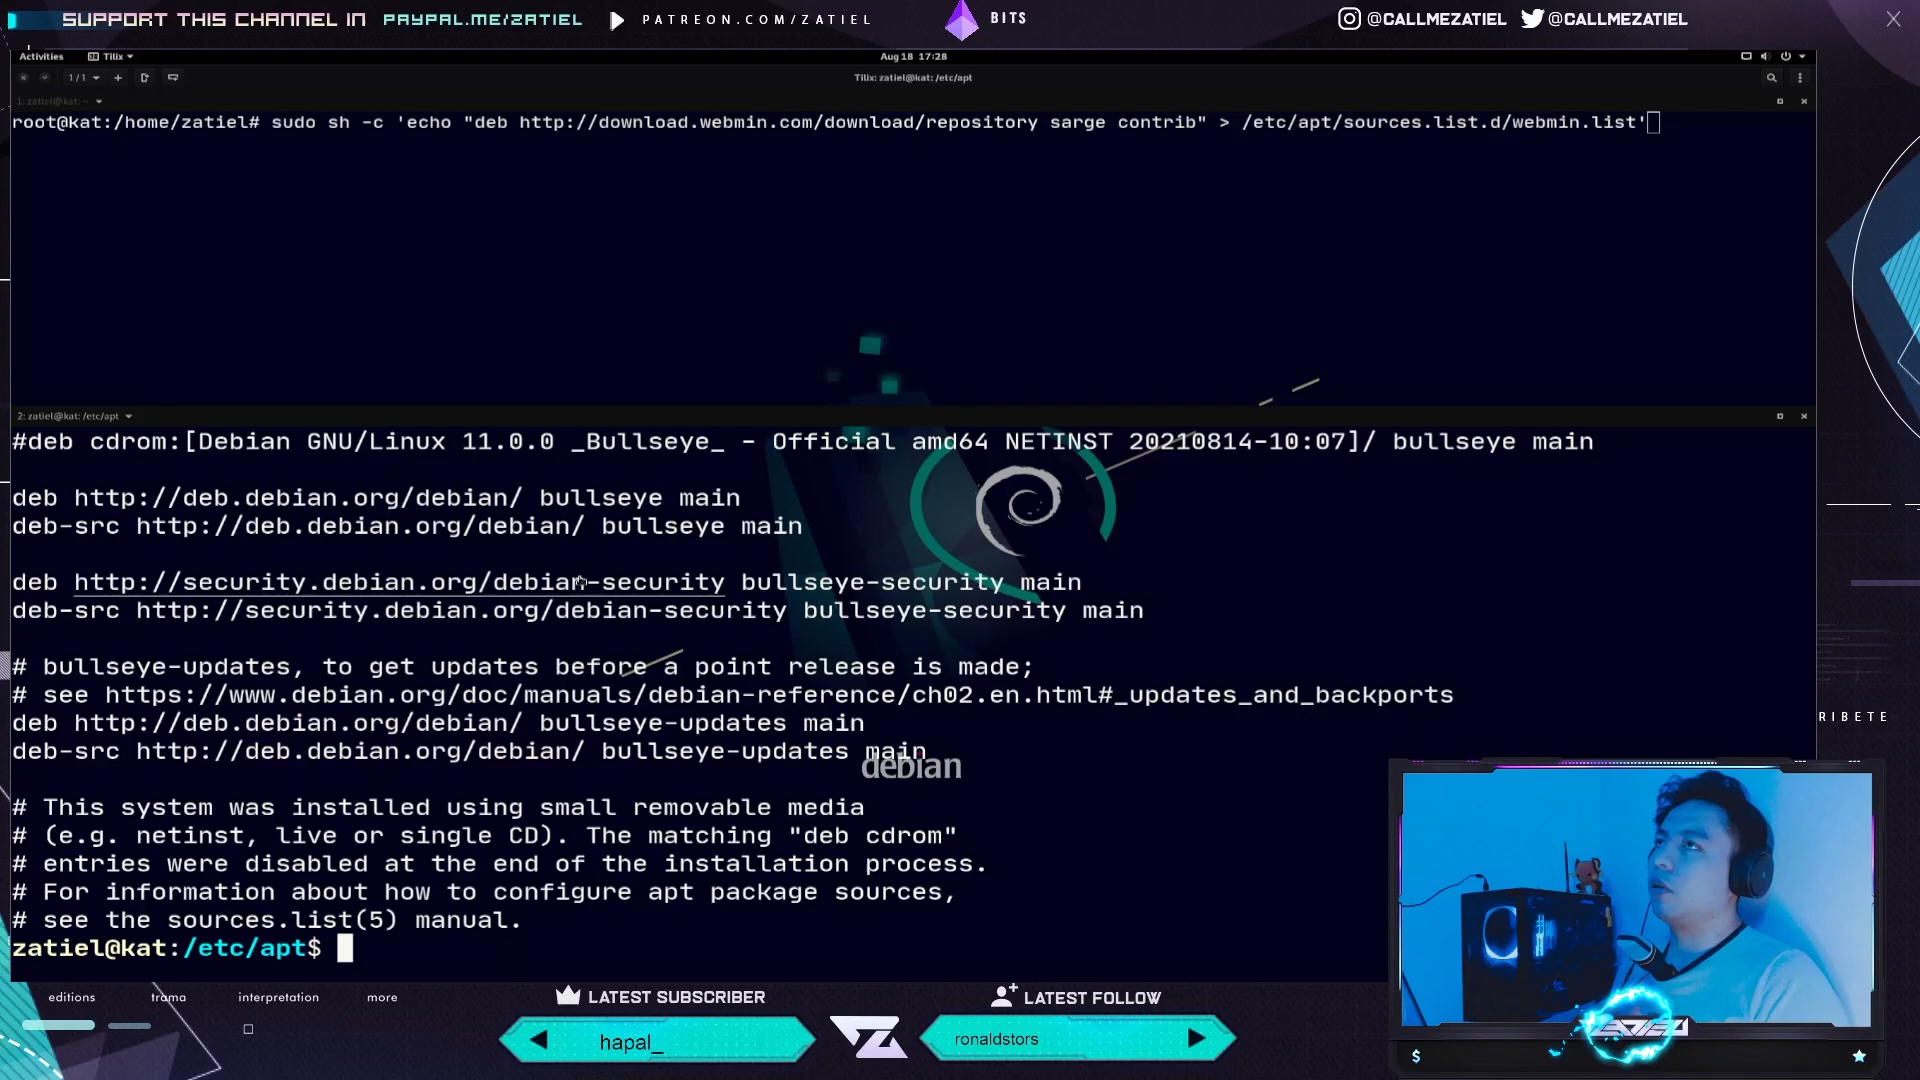 SUPPORT THIS CHANNEL IN PAYPAL.ME/ZATIEL PATREON.COM/ZATIEL BITS @CALLMEZATIEL @CALLMEZATIEL
Activities Tilix Aug 18 17:28
1/1 Tilix: zatiel@kat: /etc/apt
1: zatiel@kat: ~
root@kat:/home/zatiel# sudo sh -c 'echo "deb http://download.webmin.com/download/repository sarge contrib" > /etc/apt/sources.list.d/webmin.list'
2: zatiel@kat: /etc/apt
#deb cdrom:[Debian GNU/Linux 11.0.0 _Bullseye_ - Official amd64 NETINST 20210814-10:07]/ bullseye main
deb http://deb.debian.org/debian/ bullseye main
deb-src http://deb.debian.org/debian/ bullseye main
deb http://security.debian.org/debian-security bullseye-security main
deb-src http://security.debian.org/debian-security bullseye-security main
# bullseye-updates, to get updates before a point release is made;
# see https://www.debian.org/doc/manuals/debian-reference/ch02.en.html#_updates_and_backports
deb http://deb.debian.org/debian/ bullseye-updates main
deb-src http://deb.debian.org/debian/ bullseye-updates main
debian
# This system was installed using small removable media
# (e.g. netinst, live or single CD). The matching "deb cdrom"
# entries were disabled at the end of the installation process.
# For information about how to configure apt package sources,
# see the sources.list(5) manual.
zatiel@kat:/etc/apt$
RIBETE
editions trama interpretation more
LATEST SUBSCRIBER
hapal_
LATEST FOLLOW
ronaldstors
$